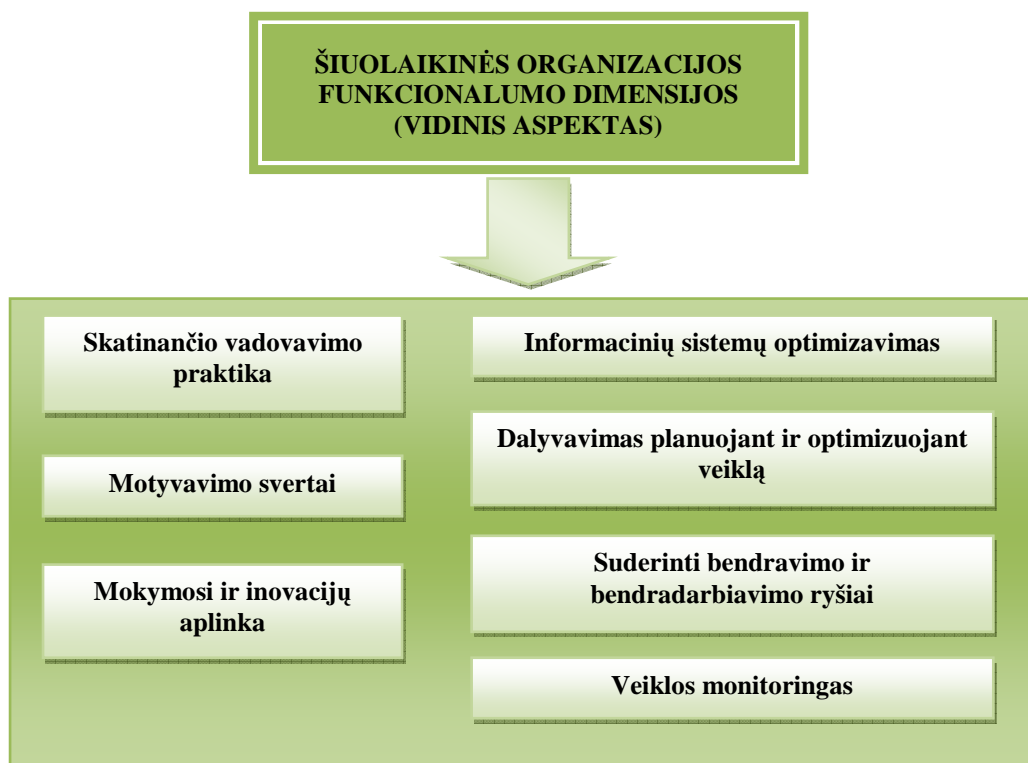 ŠIUOLAIKINĖS ORGANIZACIJOS
FUNKCIONALUMO DIMENSIJOS
(VIDINIS ASPEKTAS)
Skatinančio vadovavimo
praktika
Motyvavimo svertai
Mokymosi ir inovacijų
aplinka
Informacinių sistemų optimizavimas
Dalyvavimas planuojant ir optimizuojant
veiklą
Suderinti bendravimo ir
bendradarbiavimo ryšiai
Veiklos monitoringas